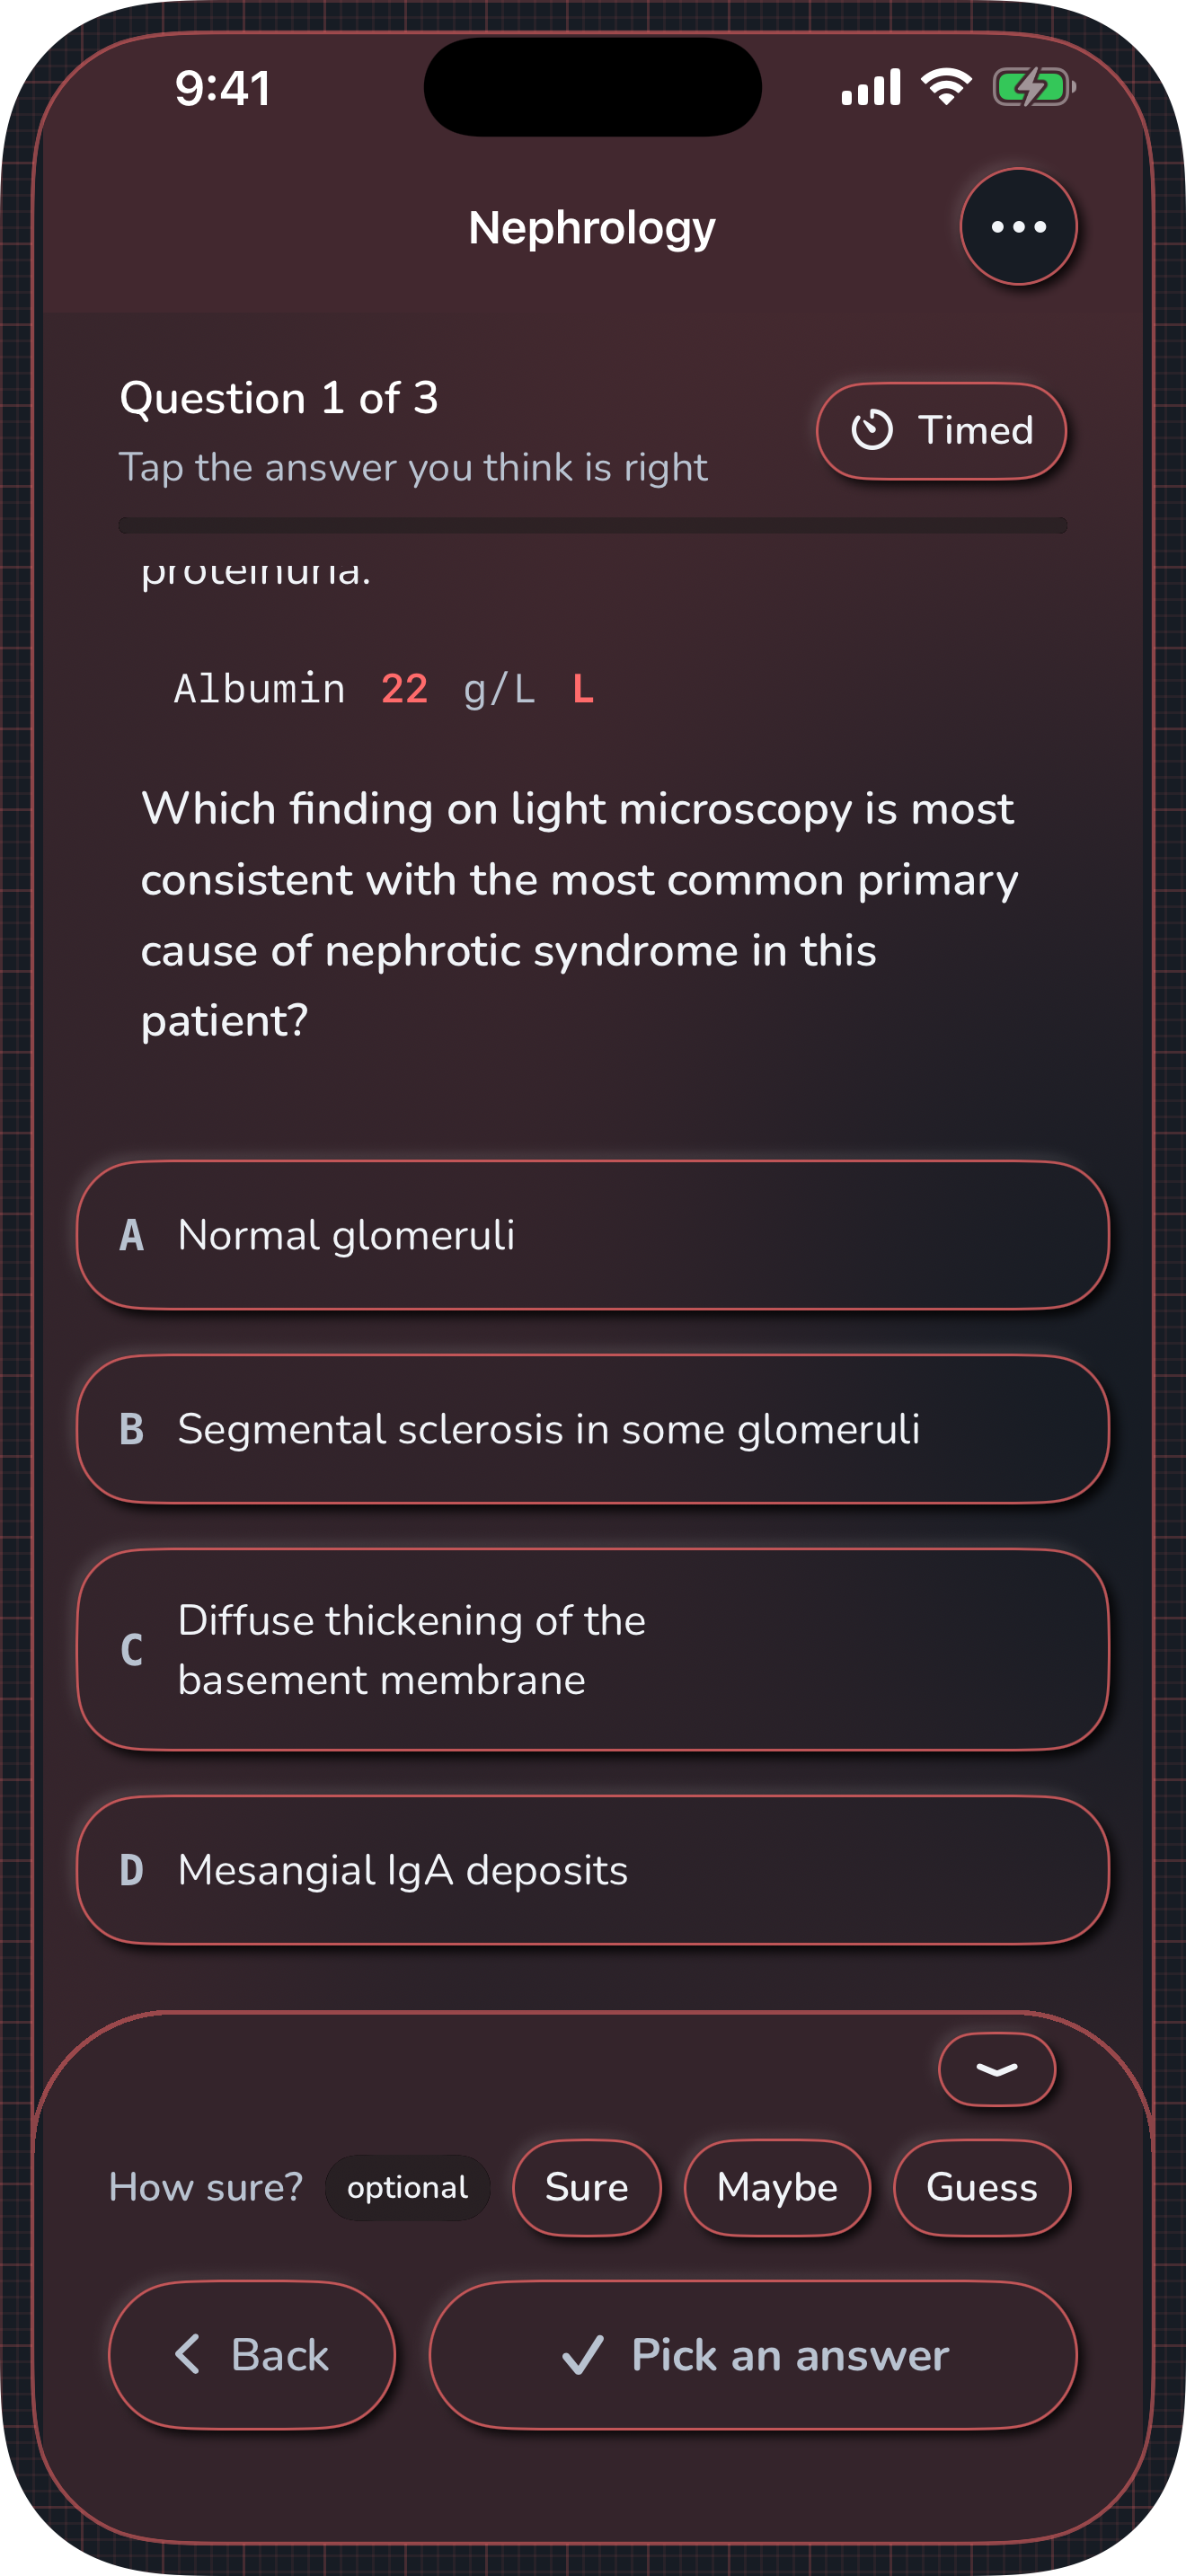 9:41
Nephrology
Question 1 of 3
Tap the answer you think is right
Timed
proteinuria.
Albumin 22 g/L L
Which finding on light microscopy is most
consistent with the most common primary
cause of nephrotic syndrome in this
patient?
A Normal glomeruli
B Segmental sclerosis in some glomeruli
C Diffuse thickening of the
basement membrane
D Mesangial IgA deposits
How sure? optional Sure Maybe Guess
Back Pick an answer